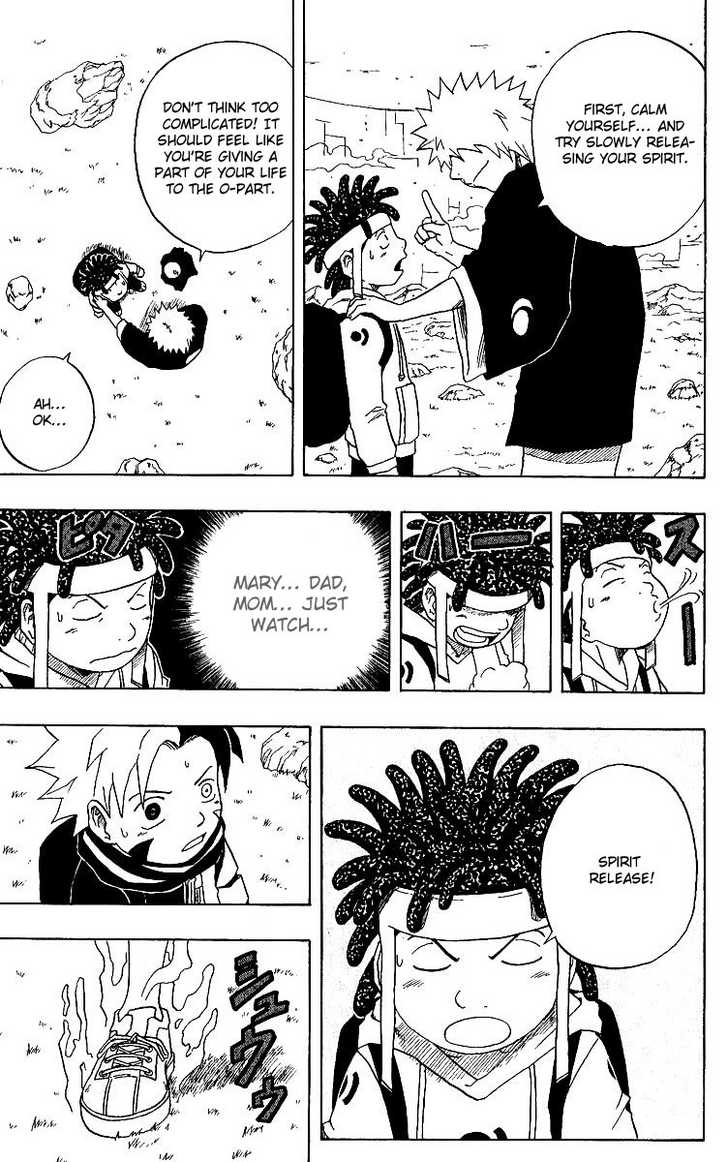 FIRST, CALM
YOURSELF... AND
TRY SLOWLY RELEA-
SING YOUR SPIRIT.
DON'T THINK TOO
COMPLICATED! IT
SHOULD FEEL LIKE
YOU'RE GIVING A
PART OF YOUR LIFE
TO THE O-PART.
AH...
OK...
スー
ハー
ピタ
MARY... DAD,
MOM... JUST
WATCH...
SPIRIT
RELEASE!
ミュウゥ